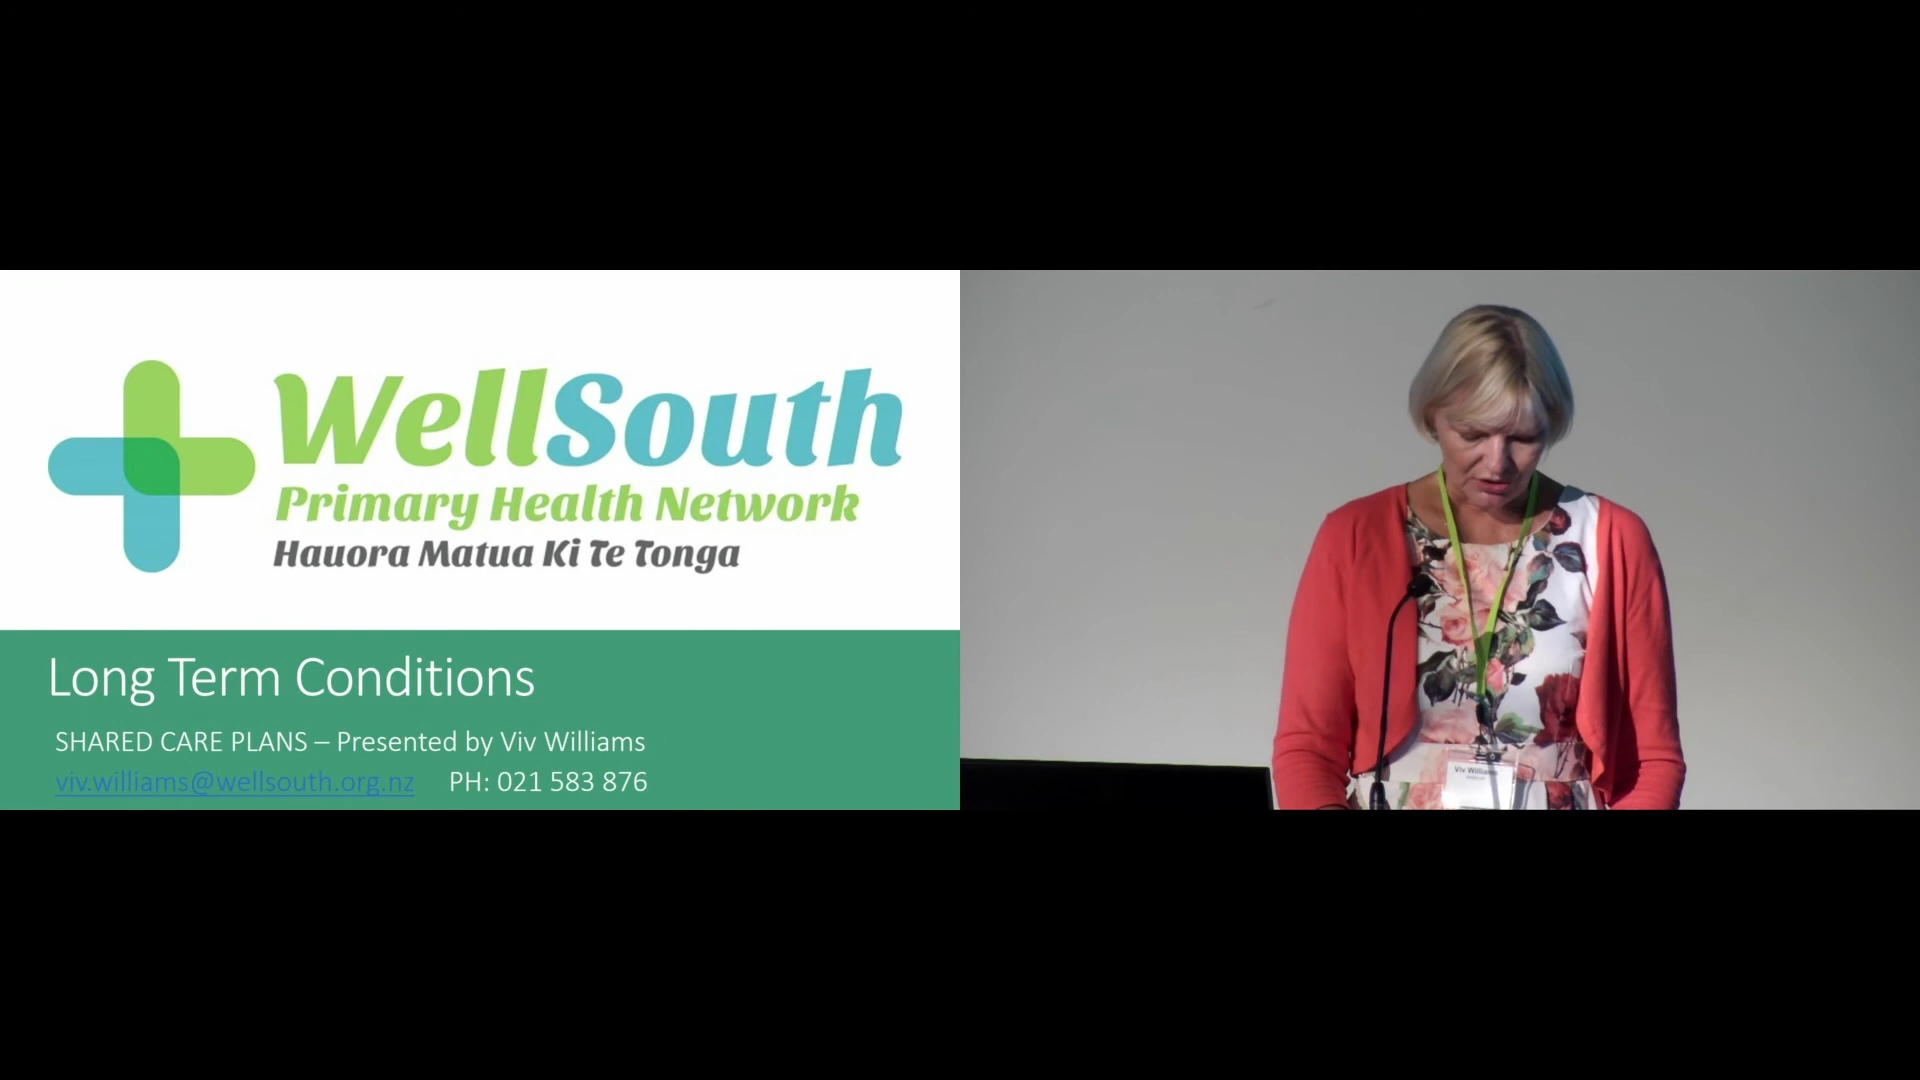 WellSouth
Primary Health Network
Hauora Matua Ki Te Tonga
Long Term Conditions
SHARED CARE PLANS – Presented by Viv Williams
viv.williams@wellsouth.org.nz PH: 021 583 876
Viv Williams